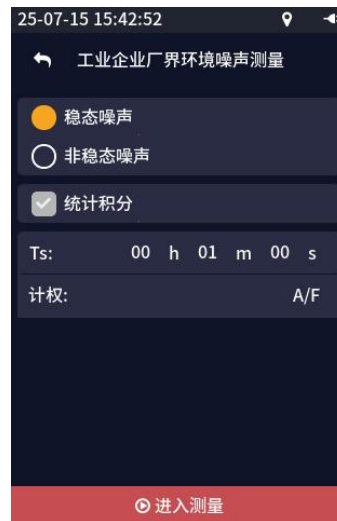 25-07-15 15:42:52
工业企业厂界环境噪声测量
稳态噪声
非稳态噪声
统计积分
Ts: 00 h 01 m 00 s
计权: A/F
进入测量